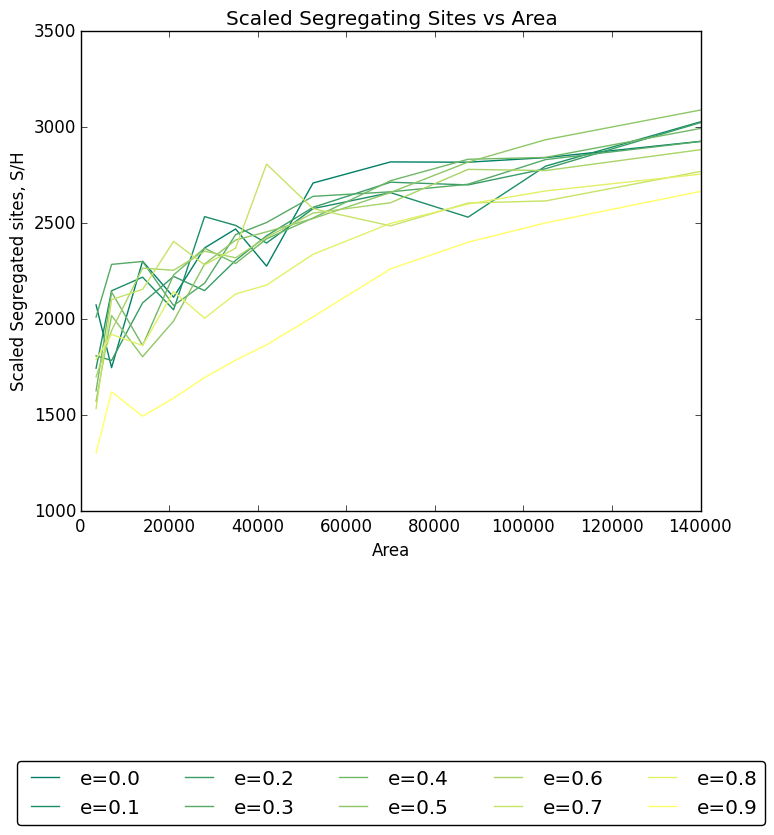 Scaled Segregating Sites vs Area
3500
3000
2500
2000
1500
1000
Scaled Segregated sites, S/H
0 20000 40000 60000 80000 100000 120000 140000
Area
e=0.0 e=0.2 e=0.4 e=0.6 e=0.8
e=0.1 e=0.3 e=0.5 e=0.7 e=0.9